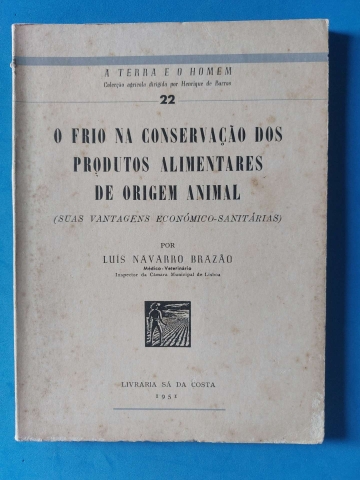 A TERRA E O HOMEM
Colecção agrícola dirigida por Henrique de Barros
22
O FRIO NA CONSERVAÇÃO DOS
PRODUTOS ALIMENTARES
DE ORIGEM ANIMAL
(SUAS VANTAGENS ECONÓMICO-SANITÁRIAS)
POR
LUÍS NAVARRO BRAZÃO
Médico-Veterinário
Inspector da Câmara Municipal de Lisboa
LIVRARIA SÁ DA COSTA
1951